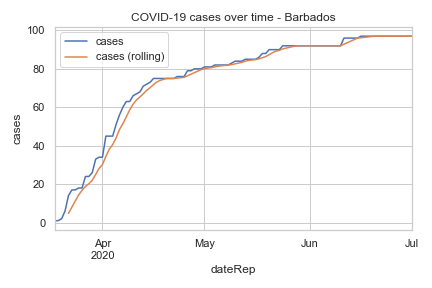 COVID-19 cases over time - Barbados
100
80
60
40
20
0
cases
cases
cases (rolling)
Apr
2020
May
Jun
Jul
dateRep